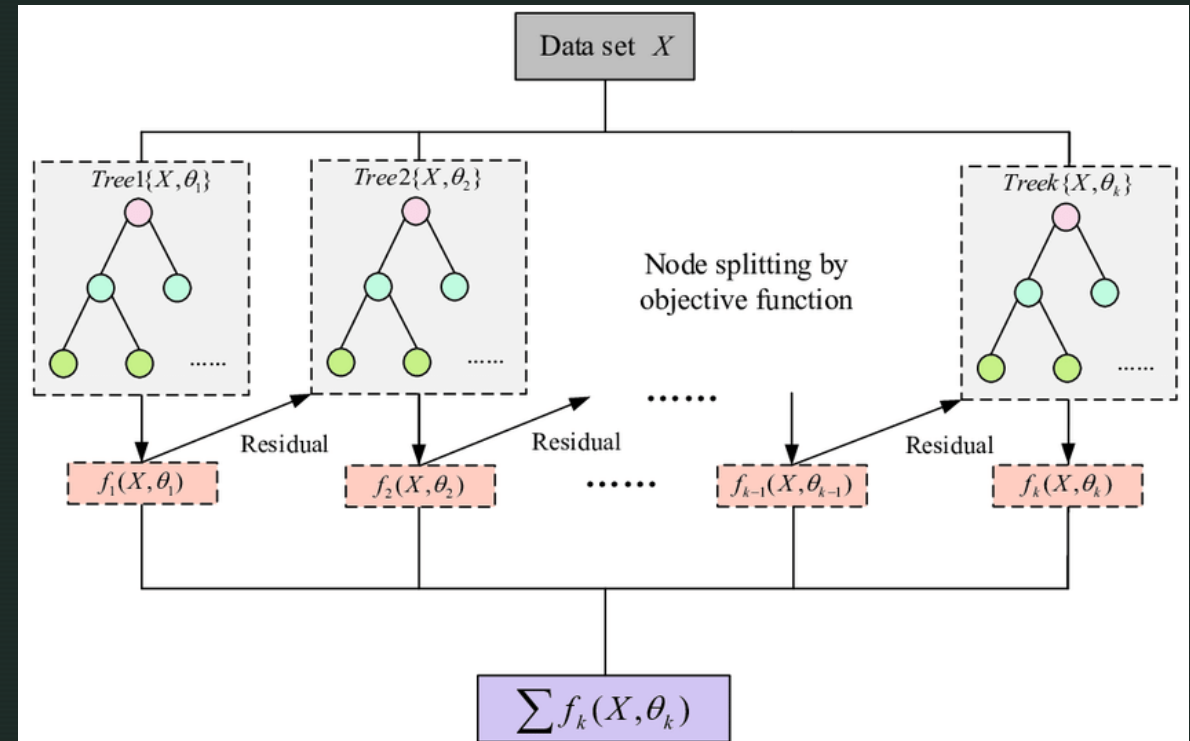 Data set X
Tree1{X,θ₁}
Tree2{X,θ₂}
Treek{X,θₖ}
Node splitting by
objective function
......
......
......
......
Residual
Residual
Residual
f₁(X,θ₁)
f₂(X,θ₂)
......
fₖ₋₁(X,θₖ₋₁)
fₖ(X,θₖ)
∑fₖ(X,θₖ)